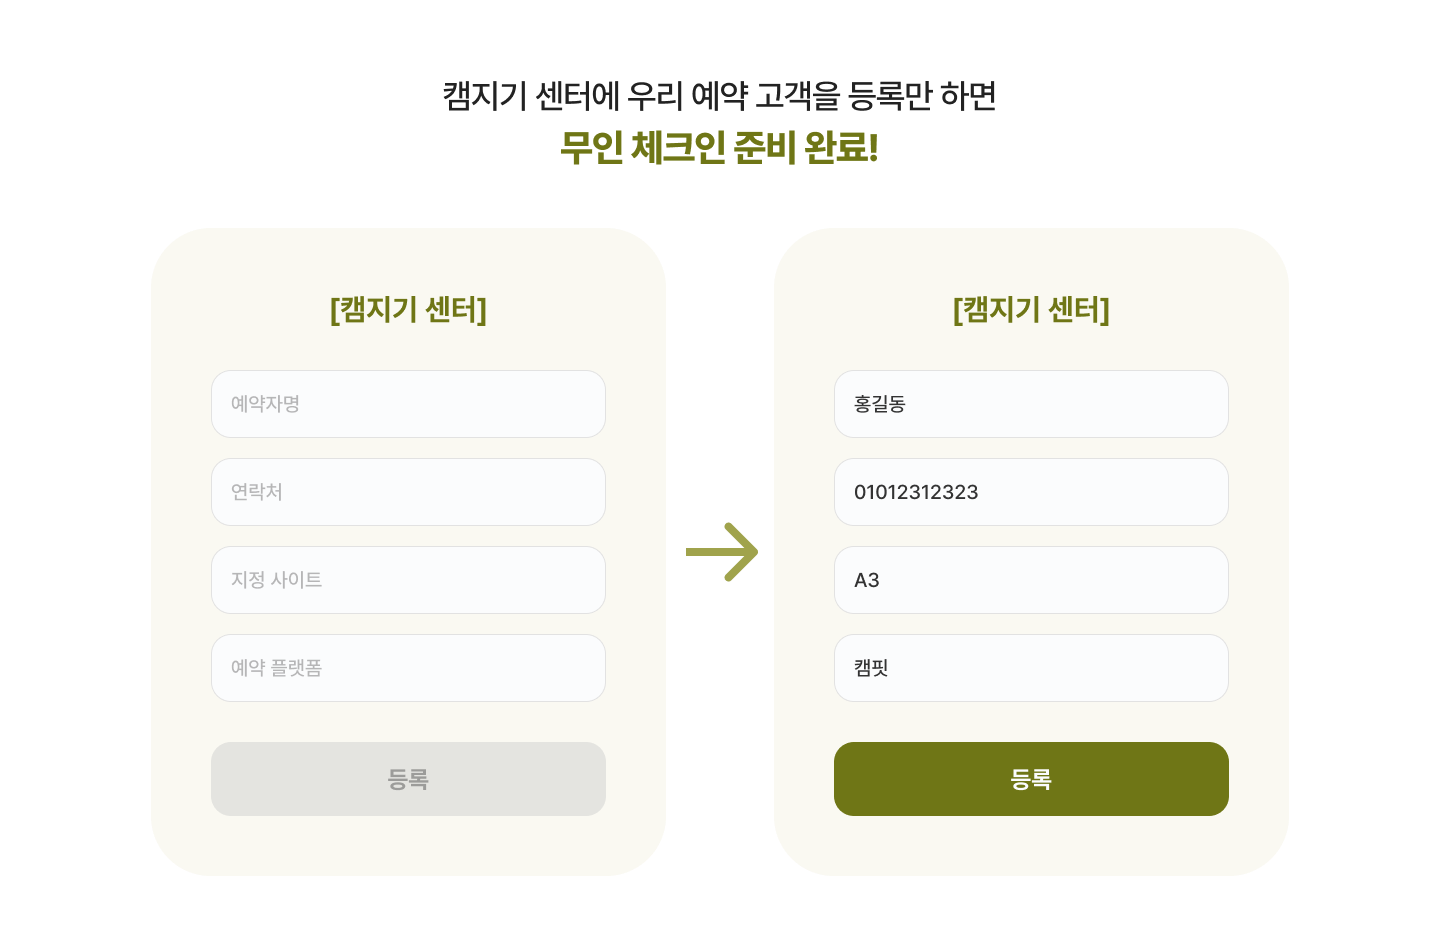 캠지기 센터에 우리 예약 고객을 등록만 하면
무인 체크인 준비 완료!
[캠지기 센터]
예약자명
연락처
지정 사이트
예약 플랫폼
등록
[캠지기 센터]
홍길동
01012312323
A3
캠핏
등록